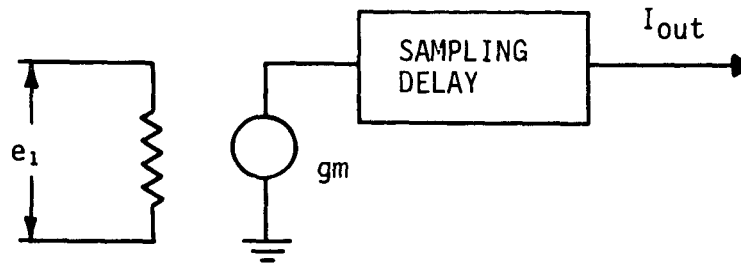 I_out
SAMPLING
DELAY
e₁
gm